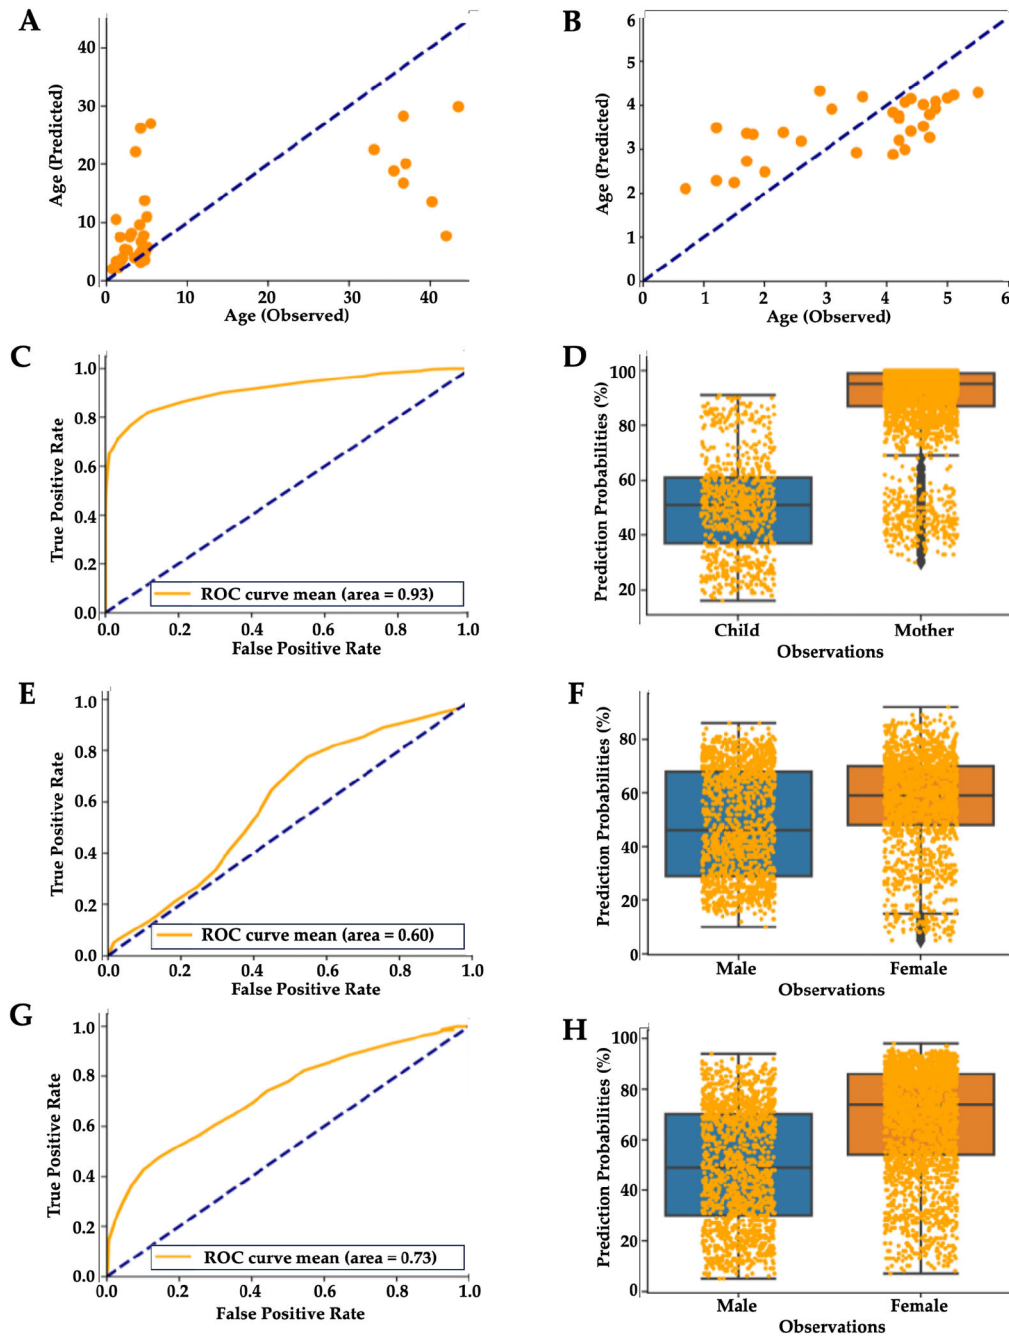 A
Age (Predicted)
40
30
20
10
0
0 10 20 30 40
Age (Observed)
B
Age (Predicted)
6
5
4
3
2
1
0
0 1 2 3 4 5 6
Age (Observed)
C
True Positive Rate
1.0
0.8
0.6
0.4
0.2
0.0
ROC curve mean (area = 0.93)
0.0 0.2 0.4 0.6 0.8 1.0
False Positive Rate
D
Prediction Probabilities (%)
100
80
60
40
20
Child Mother
Observations
E
True Positive Rate
1.0
0.8
0.6
0.4
0.2
0.0
ROC curve mean (area = 0.60)
0.0 0.2 0.4 0.6 0.8 1.0
False Positive Rate
F
Prediction Probabilities (%)
80
60
40
20
0
Male Female
Observations
G
True Positive Rate
1.0
0.8
0.6
0.4
0.2
0.0
ROC curve mean (area = 0.73)
0.0 0.2 0.4 0.6 0.8 1.0
False Positive Rate
H
Prediction Probabilities (%)
100
80
60
40
20
0
Male Female
Observations